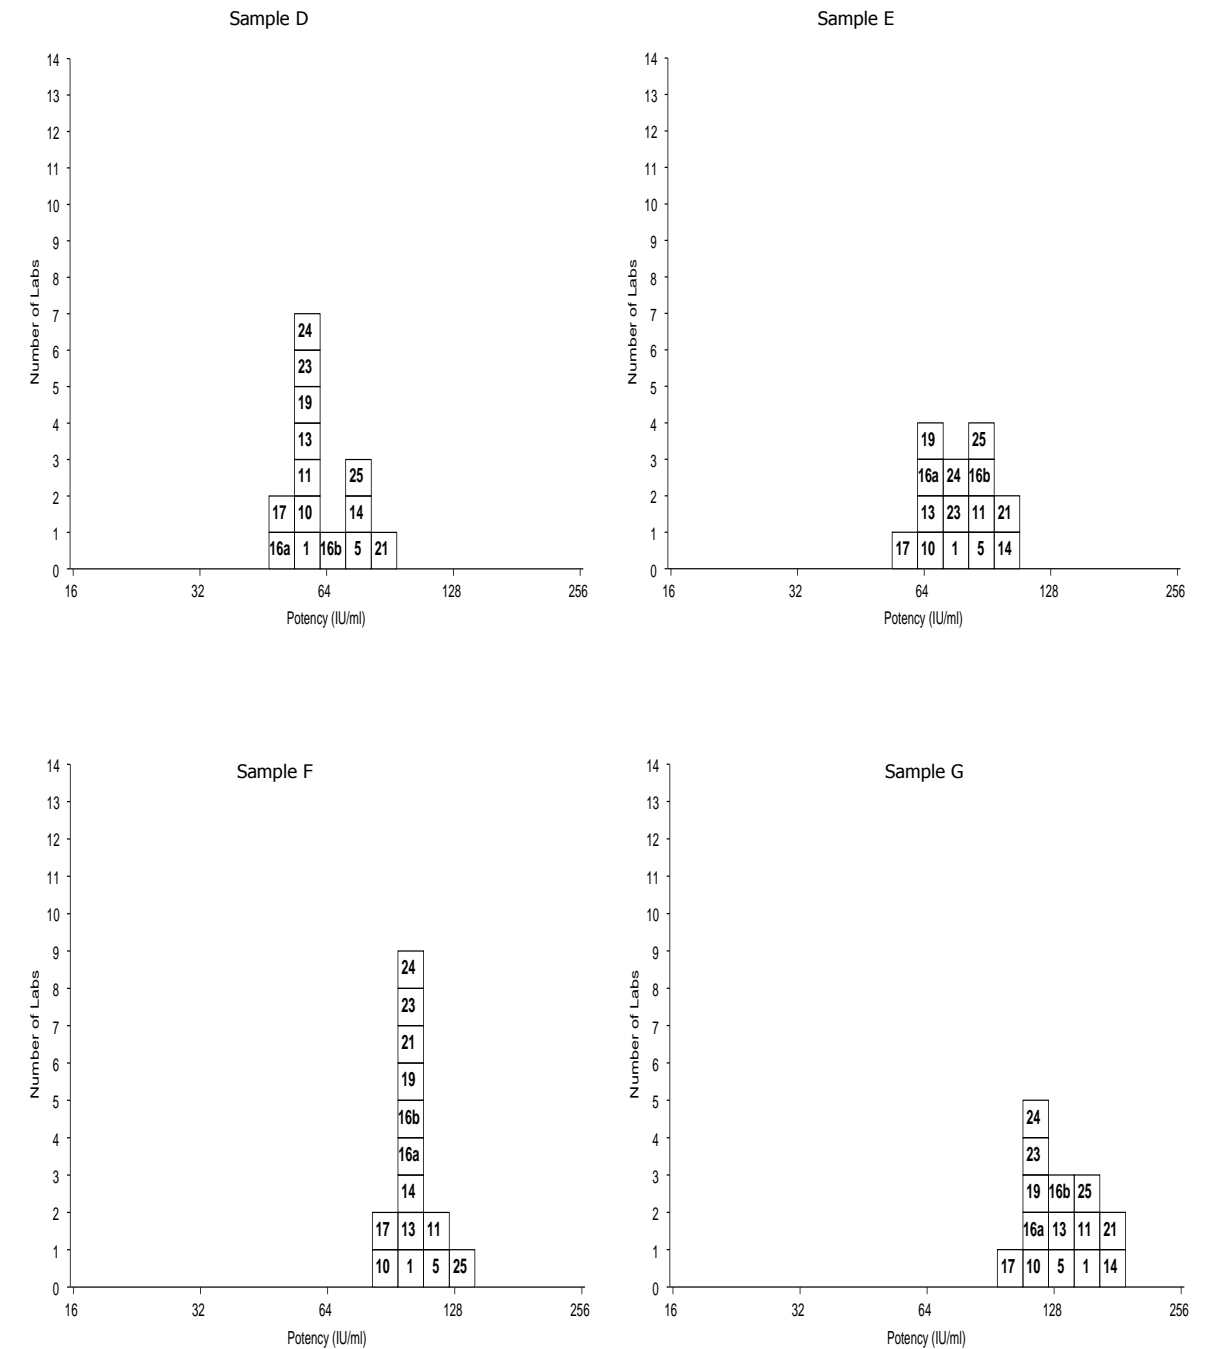 Sample D
14
13
12
11
10
9
8
7
6
5
4
3
2
1
0
Number of Labs
24
23
19
13
11 25
17 10 14
16a 1 16b 5 21
16 32 64 128 256
Potency (IU/ml)
Sample E
14
13
12
11
10
9
8
7
6
5
4
3
2
1
0
Number of Labs
19 25
16a 24 16b
13 23 11 21
17 10 1 5 14
16 32 64 128 256
Potency (IU/ml)
Sample F
14
13
12
11
10
9
8
7
6
5
4
3
2
1
0
Number of Labs
24
23
21
19
16b
16a
14
17 13 11
10 1 5 25
16 32 64 128 256
Potency (IU/ml)
Sample G
14
13
12
11
10
9
8
7
6
5
4
3
2
1
0
Number of Labs
24
23
19 16b 25
16a 13 11 21
17 10 5 1 14
16 32 64 128 256
Potency (IU/ml)